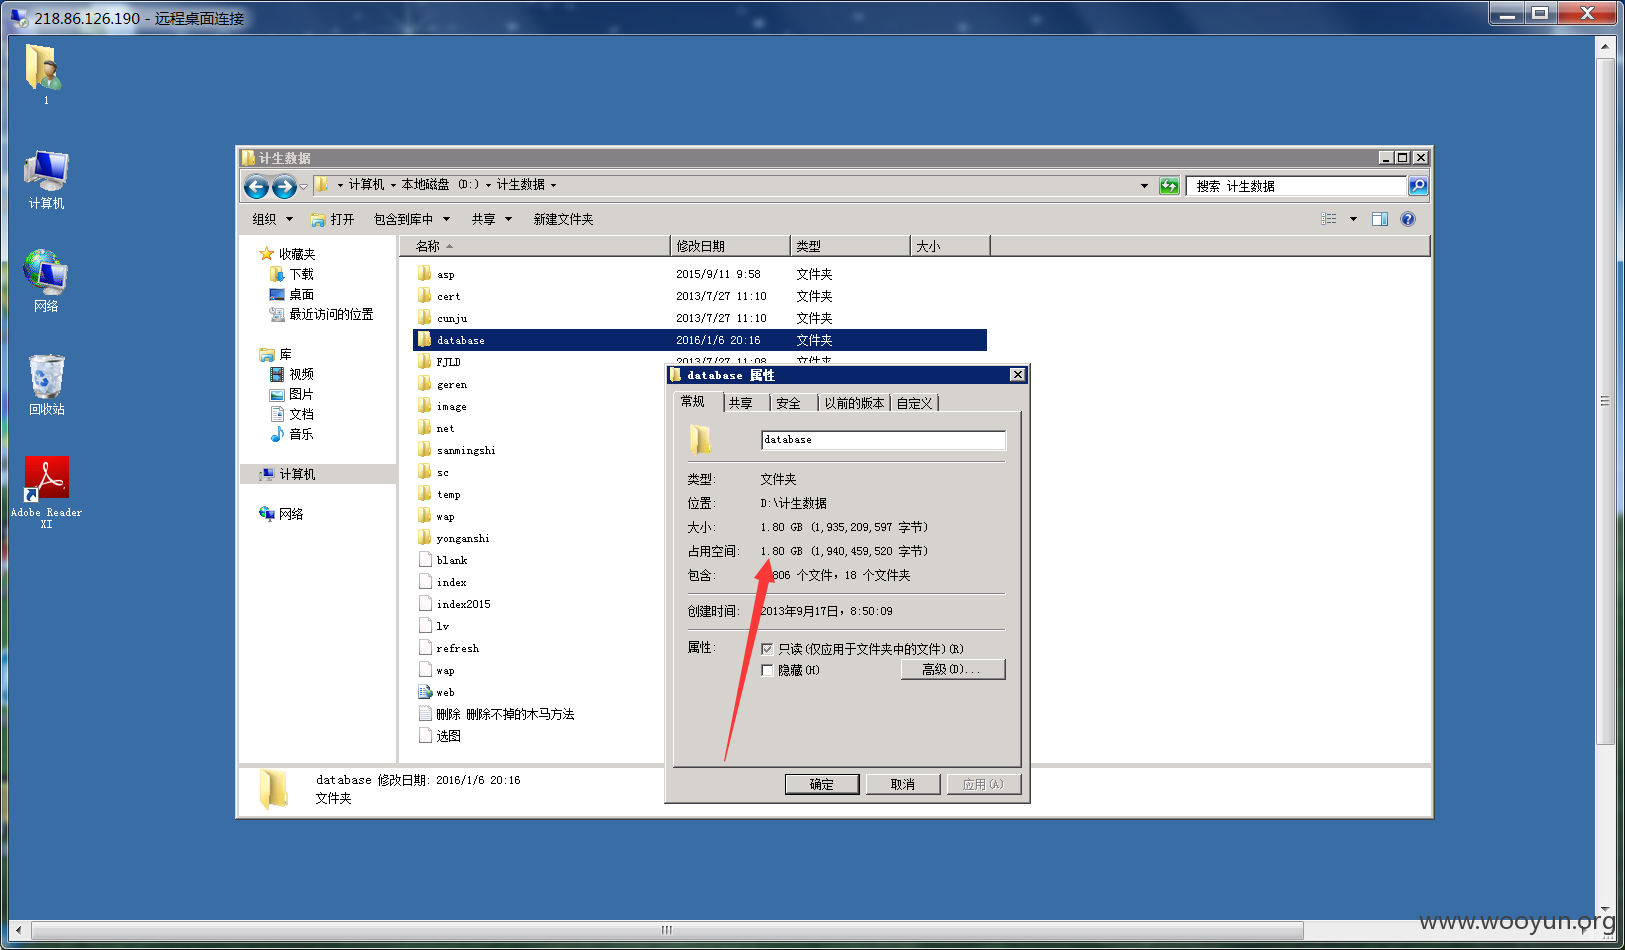 218.86.126.190 - 远程桌面连接
1
计算机
网络
回收站
Adobe Reader
XI
计生数据
计算机 本地磁盘 (D:) 计生数据
搜索 计生数据
组织 打开 包含到库中 共享 新建文件夹
收藏夹
下载
桌面
最近访问的位置
库
视频
图片
文档
音乐
计算机
网络
名称 修改日期 类型 大小
asp 2015/9/11 9:58 文件夹
cert 2013/7/27 11:10 文件夹
cunju 2013/7/27 11:10 文件夹
database 2016/1/6 20:16 文件夹
FJLD 2013/7/27 11:08 文件夹
geren
image
net
sanmingshi
sc
temp
wap
yonganshi
blank
index
index2015
lv
refresh
wap
web
删除 删除不掉的木马方法
选图
database 属性
常规 共享 安全 以前的版本 自定义
database
类型: 文件夹
位置: D:\计生数据
大小: 1.80 GB (1,935,209,597 字节)
占用空间: 1.80 GB (1,940,459,520 字节)
包含: 806 个文件，18 个文件夹
创建时间: 2013年9月17日，8:50:09
属性: 只读(仅应用于文件夹中的文件)(R)
隐藏(H) 高级(D)...
确定 取消 应用(A)
database 修改日期: 2016/1/6 20:16
文件夹
www.wooyun.org